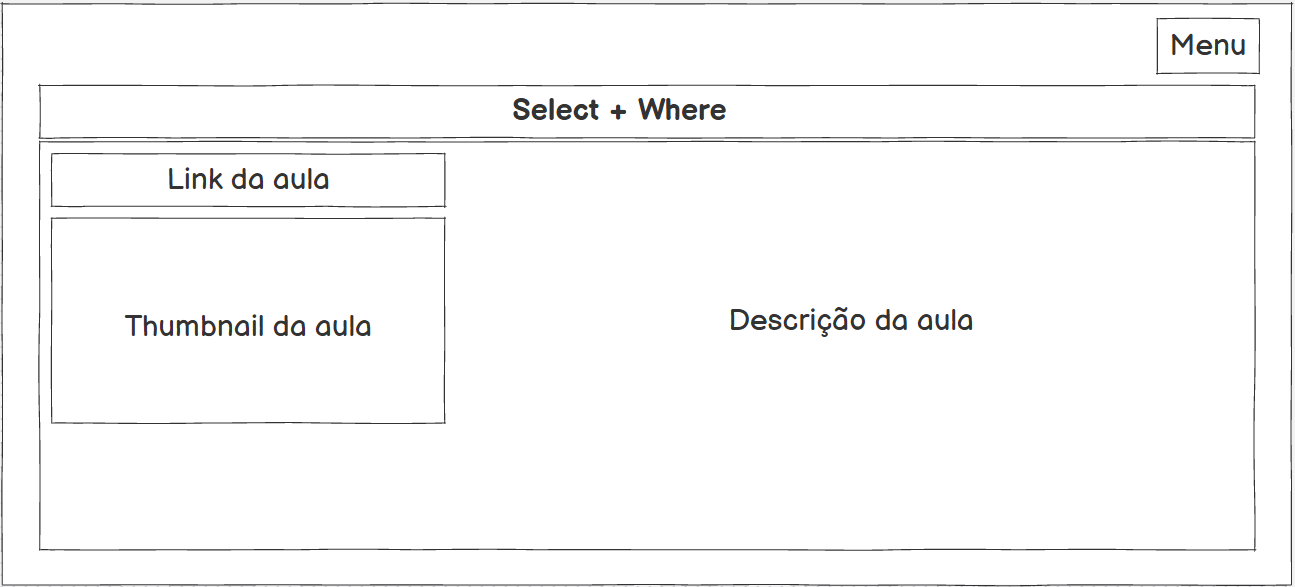 Menu
Select + Where
Link da aula
Thumbnail da aula
Descrição da aula